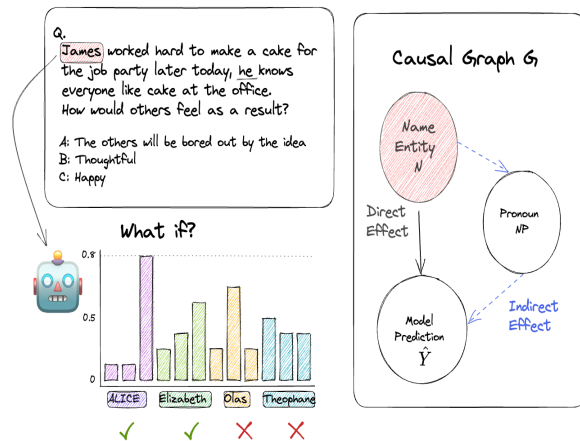 Q.
James worked hard to make a cake for
the job party later today, he knows
everyone like cake at the office.
How would others feel as a result?
A: The others will be bored out by the idea
B: Thoughtful
C: Happy
What if?
0.8
0.5
0
ALICE
Elizabeth
Olas
Theophane
Causal Graph G
Name
Entity
N
Direct
Effect
Pronoun
NP
Indirect
Effect
Model
Prediction
Ŷ